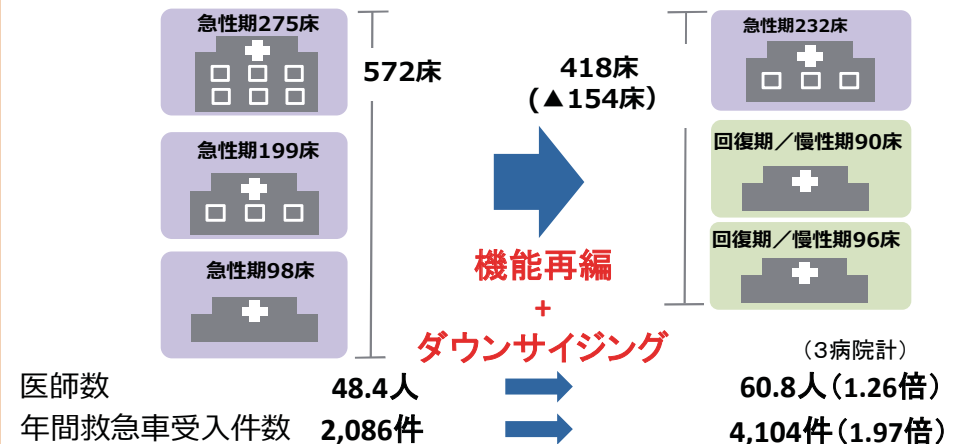 急性期275床
急性期199床
急性期98床
572床
機能再編
+
ダウンサイジング
418床
(▲154床)
急性期232床
回復期／慢性期90床
回復期／慢性期96床
（3病院計）
医師数 48.4人 60.8人（1.26倍）
年間救急車受入件数 2,086件 4,104件（1.97倍）